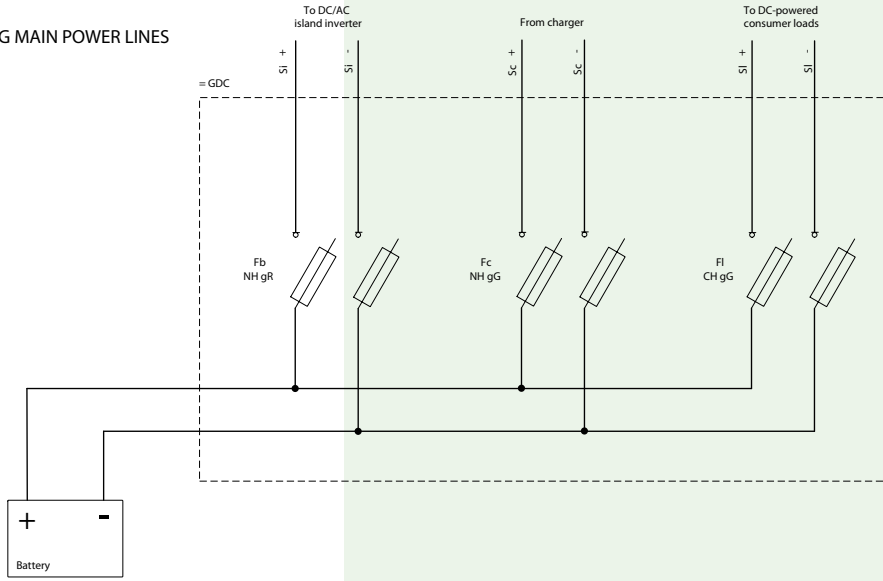 To DC/AC
island inverter
From charger
To DC-powered
consumer loads
G MAIN POWER LINES
Si +
Si -
Sc +
Sc -
Sl +
Sl -
= GDC
Fb
NH gR
Fc
NH gG
Fl
CH gG
+ -
Battery